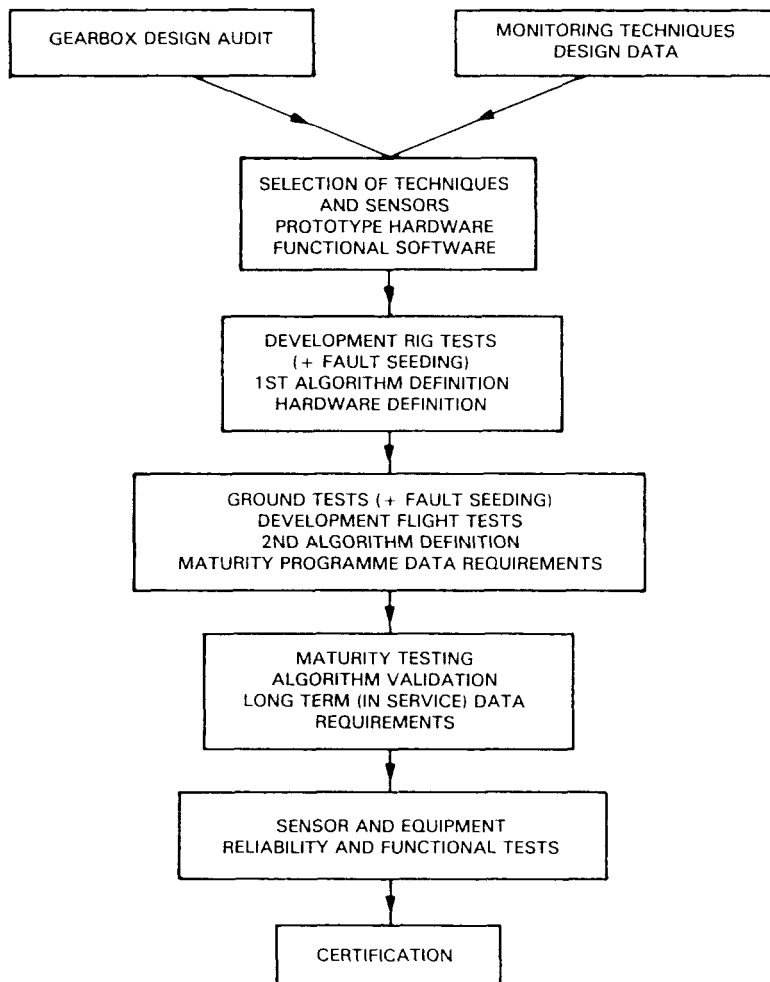 GEARBOX DESIGN AUDIT
MONITORING TECHNIQUES
DESIGN DATA
SELECTION OF TECHNIQUES
AND SENSORS
PROTOTYPE HARDWARE
FUNCTIONAL SOFTWARE
DEVELOPMENT RIG TESTS
(+ FAULT SEEDING)
1ST ALGORITHM DEFINITION
HARDWARE DEFINITION
GROUND TESTS (+ FAULT SEEDING)
DEVELOPMENT FLIGHT TESTS
2ND ALGORITHM DEFINITION
MATURITY PROGRAMME DATA REQUIREMENTS
MATURITY TESTING
ALGORITHM VALIDATION
LONG TERM (IN SERVICE) DATA
REQUIREMENTS
SENSOR AND EQUIPMENT
RELIABILITY AND FUNCTIONAL TESTS
CERTIFICATION